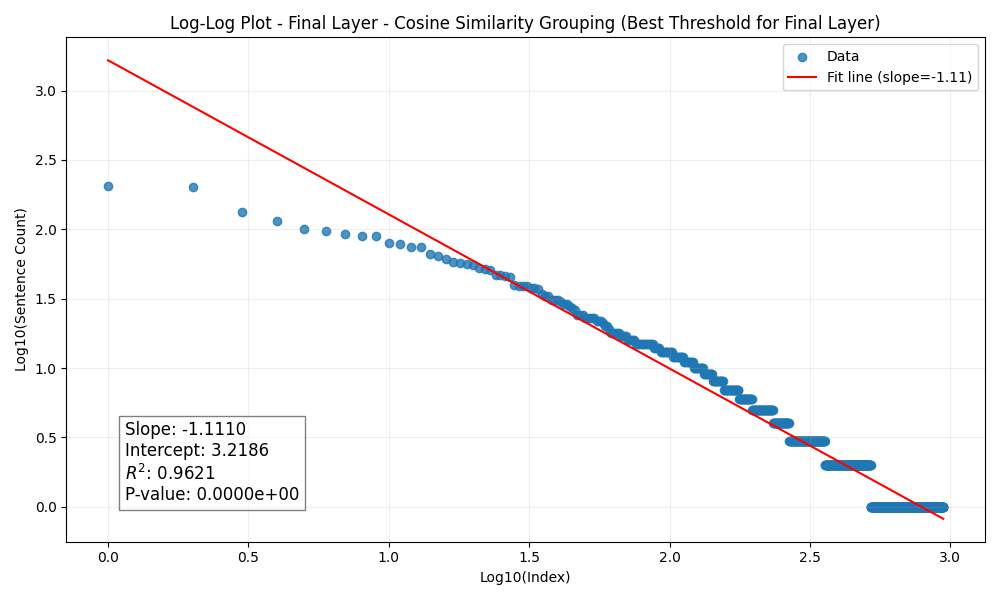 Log-Log Plot - Final Layer - Cosine Similarity Grouping (Best Threshold for Final Layer)
Data
Fit line (slope=-1.11)
Log10(Sentence Count)
3.0
2.5
2.0
1.5
1.0
0.5
0.0
Slope: -1.1110
Intercept: 3.2186
R²: 0.9621
P-value: 0.0000e+00
0.0 0.5 1.0 1.5 2.0 2.5 3.0
Log10(Index)